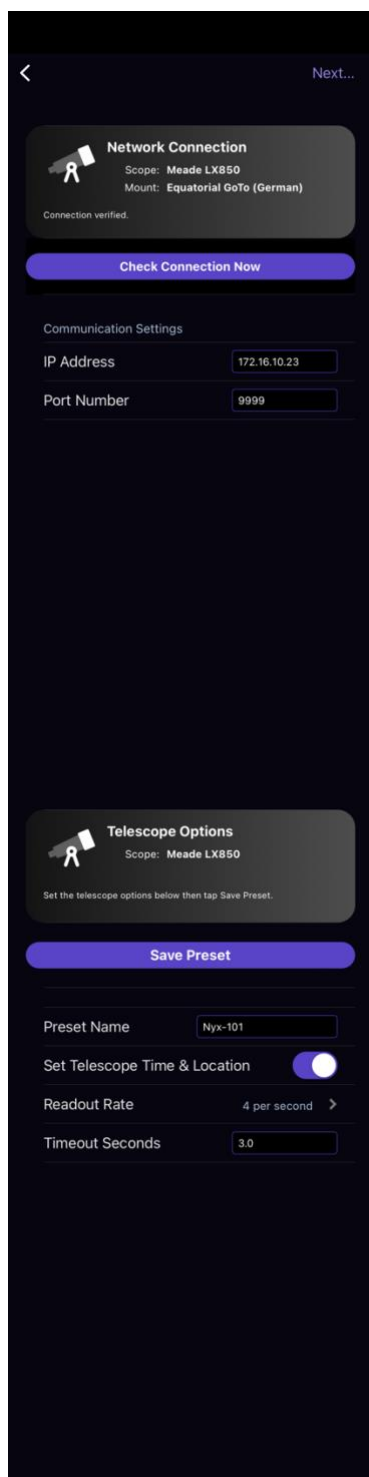 Next...
Network Connection
Scope: Meade LX850
Mount: Equatorial GoTo (German)
Connection verified.
Check Connection Now
Communication Settings
IP Address 172.16.10.23
Port Number 9999
Telescope Options
Scope: Meade LX850
Set the telescope options below then tap Save Preset.
Save Preset
Preset Name Nyx-101
Set Telescope Time & Location
Readout Rate 4 per second
Timeout Seconds 3.0